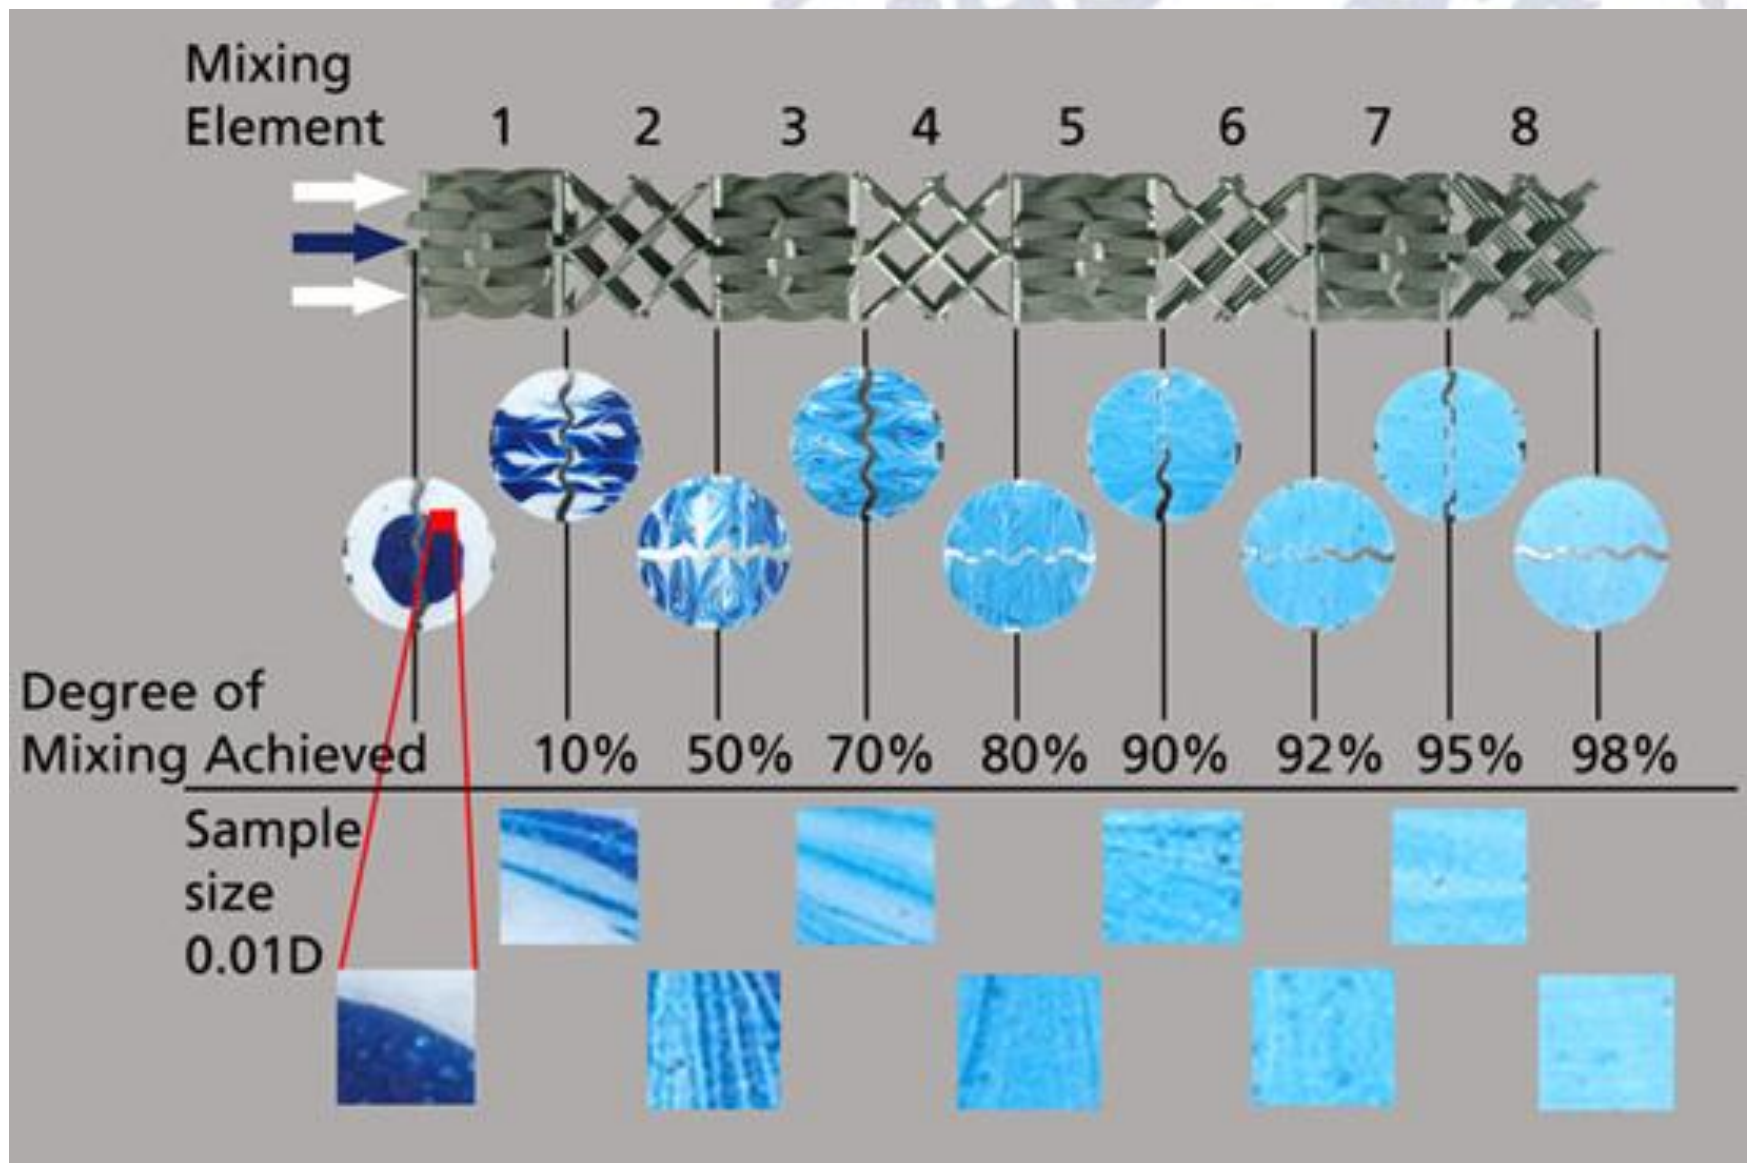 Mixing
Element 1 2 3 4 5 6 7 8
Degree of
Mixing Achieved 10% 50% 70% 80% 90% 92% 95% 98%
Sample
size
0.01D